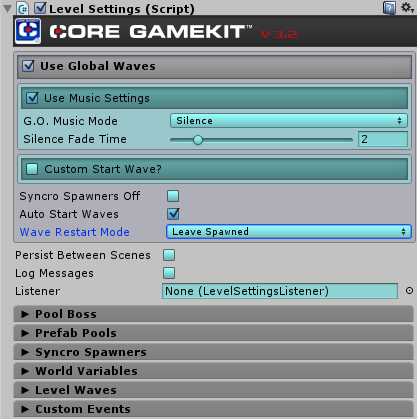 Level Settings (Script)
CORE GAMEKIT™ V 3.2
Use Global Waves
Use Music Settings
G.O. Music Mode Silence
Silence Fade Time 2
Custom Start Wave?
Syncro Spawners Off
Auto Start Waves
Wave Restart Mode Leave Spawned
Persist Between Scenes
Log Messages
Listener None (LevelSettingsListener)
Pool Boss
Prefab Pools
Syncro Spawners
World Variables
Level Waves
Custom Events